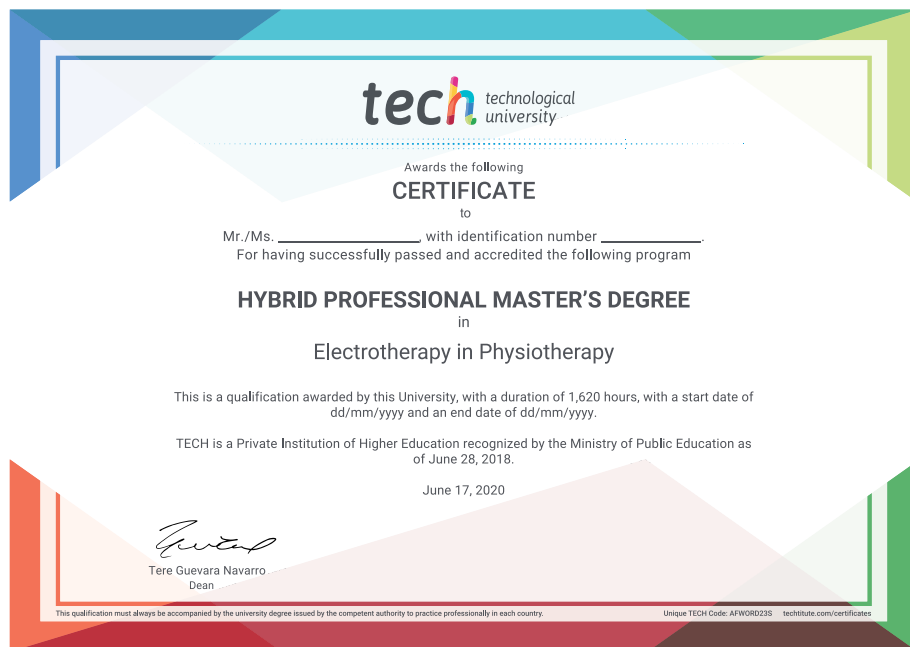 tech technological
university
Awards the following
CERTIFICATE
to
Mr./Ms. ____________, with identification number ____________.
For having successfully passed and accredited the following program
HYBRID PROFESSIONAL MASTER'S DEGREE
in
Electrotherapy in Physiotherapy
This is a qualification awarded by this University, with a duration of 1,620 hours, with a start date of
dd/mm/yyyy and an end date of dd/mm/yyyy.
TECH is a Private Institution of Higher Education recognized by the Ministry of Public Education as
of June 28, 2018.
June 17, 2020
Tere Guevara Navarro
Dean
This qualification must always be accompanied by the university degree issued by the competent authority to practice professionally in each country. Unique TECH Code: AFWORD23S techtitute.com/certificates